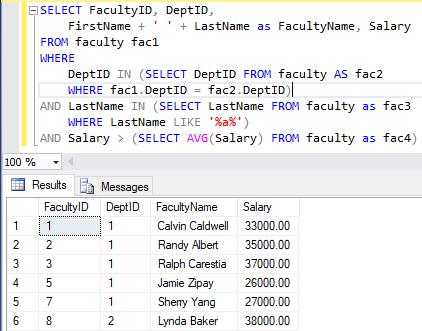 SELECT FacultyID, DeptID,
FirstName + ' ' + LastName as FacultyName, Salary
FROM faculty fac1
WHERE
DeptID IN (SELECT DeptID FROM faculty AS fac2
WHERE fac1.DeptID = fac2.DeptID)
AND LastName IN (SELECT LastName FROM faculty as fac3
WHERE LastName LIKE '%a%')
AND Salary > (SELECT AVG(Salary) FROM faculty as fac4)
100 %
Results Messages
FacultyID DeptID FacultyName Salary
1 1 1 Calvin Caldwell 33000.00
2 2 1 Randy Albert 35000.00
3 3 1 Ralph Carestia 37000.00
4 5 1 Jamie Zipay 26000.00
5 7 1 Sherry Yang 27000.00
6 8 2 Lynda Baker 38000.00